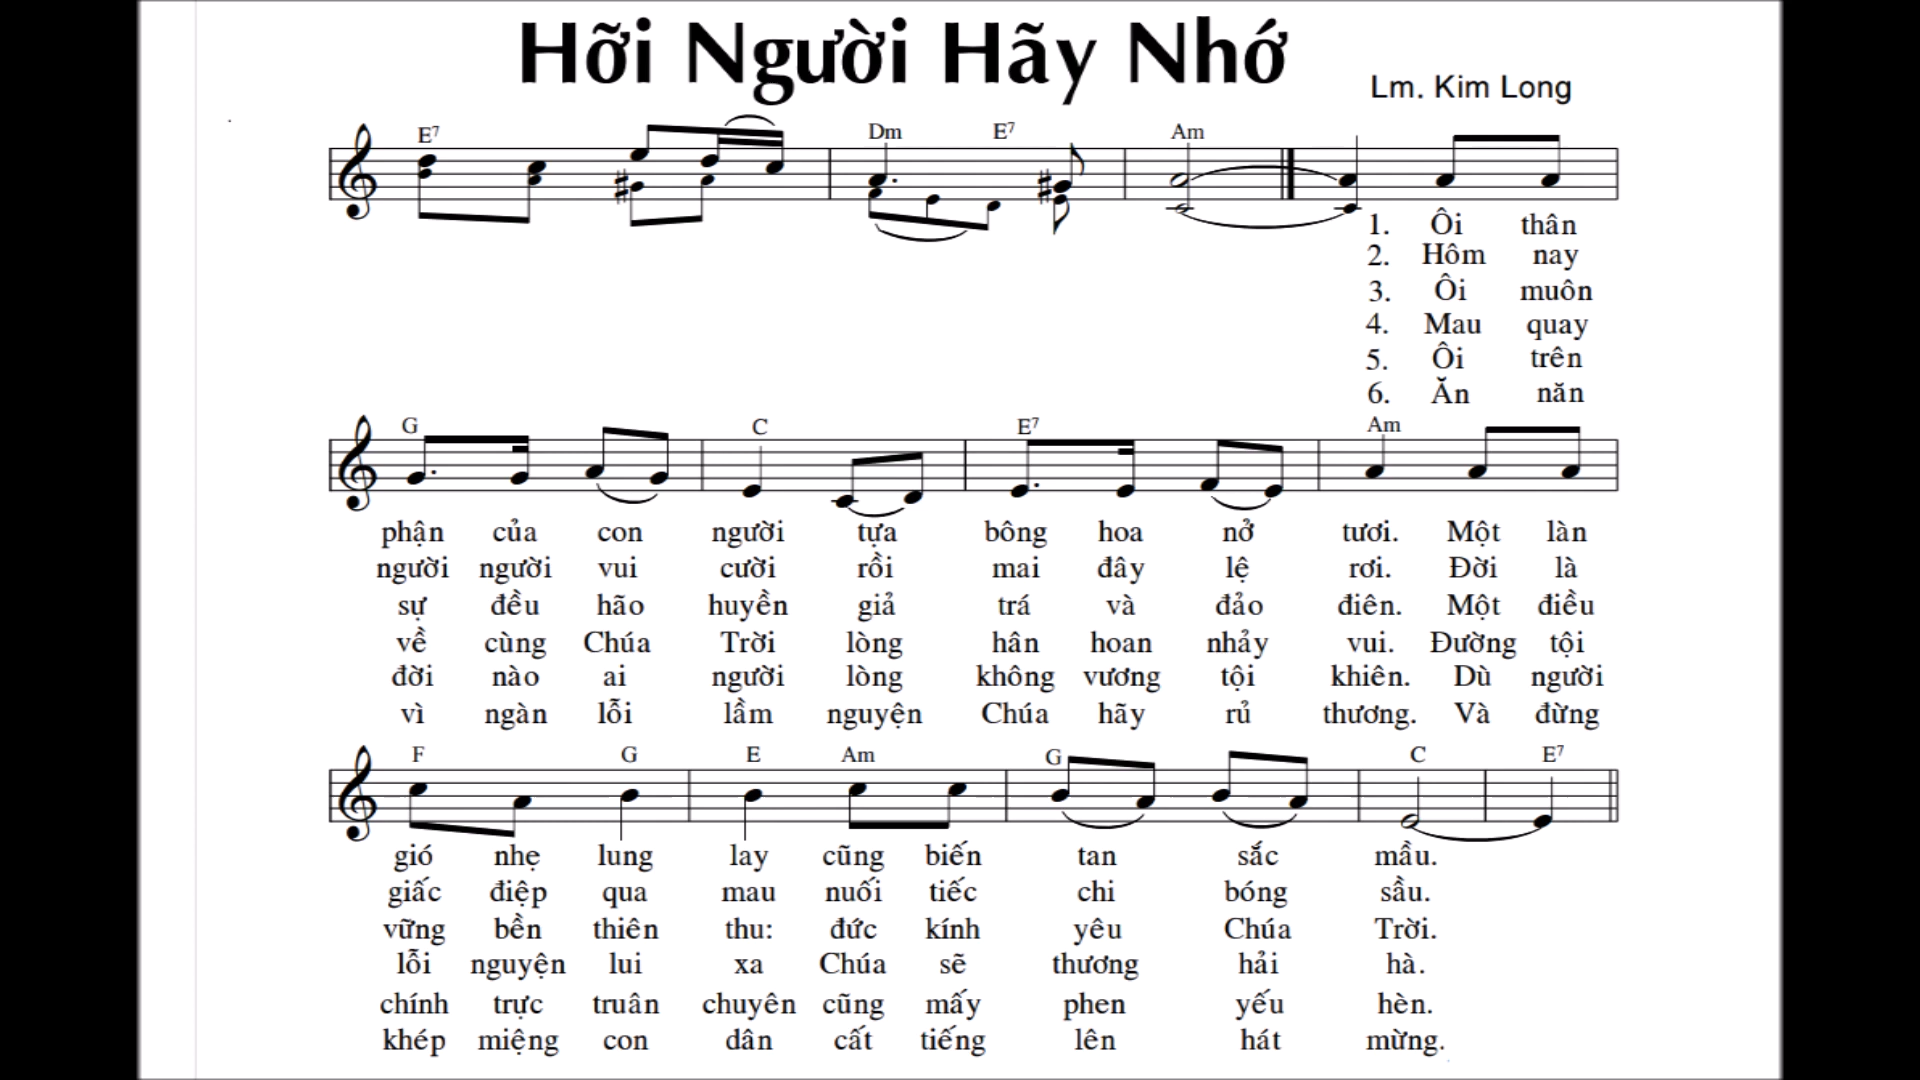 Hỡi Người Hãy Nhớ
Lm. Kim Long
E7 Dm E7 Am
1. Ôi thân
2. Hôm nay
3. Ôi muôn
4. Mau quay
5. Ôi trên
6. Ăn năn
G C E7 Am
phận của con người tựa bông hoa nở tươi. Một làn
người người vui cười rồi mai đây lệ rơi. Đời là
sự đều hão huyền giả trá và đảo điên. Một điều
về cùng Chúa Trời lòng hân hoan nhảy vui. Đường tội
đời nào ai người lòng không vương tội khiên. Dù người
vì ngàn lỗi lầm nguyện Chúa hãy rủ thương. Và đừng
F G E Am G C E7
gió nhẹ lung lay cũng biến tan sắc mầu.
giấc điệp qua mau nuối tiếc chi bóng sầu.
vững bền thiên thu: đức kính yêu Chúa Trời.
lỗi nguyện lui xa Chúa sẽ thương hải hà.
chính trực truân chuyên cũng mấy phen yếu hèn.
khép miệng con dân cất tiếng lên hát mừng.